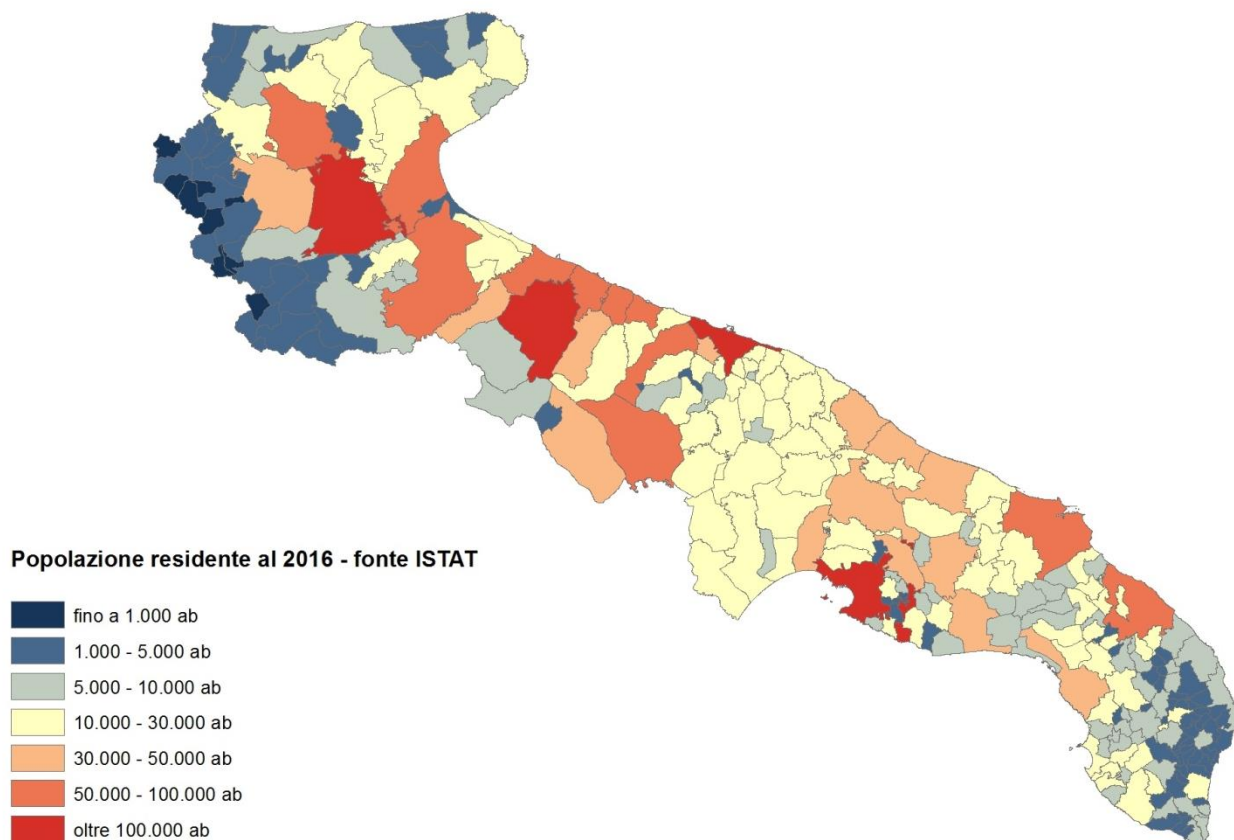 Popolazione residente al 2016 - fonte ISTAT
fino a 1.000 ab
1.000 - 5.000 ab
5.000 - 10.000 ab
10.000 - 30.000 ab
30.000 - 50.000 ab
50.000 - 100.000 ab
oltre 100.000 ab